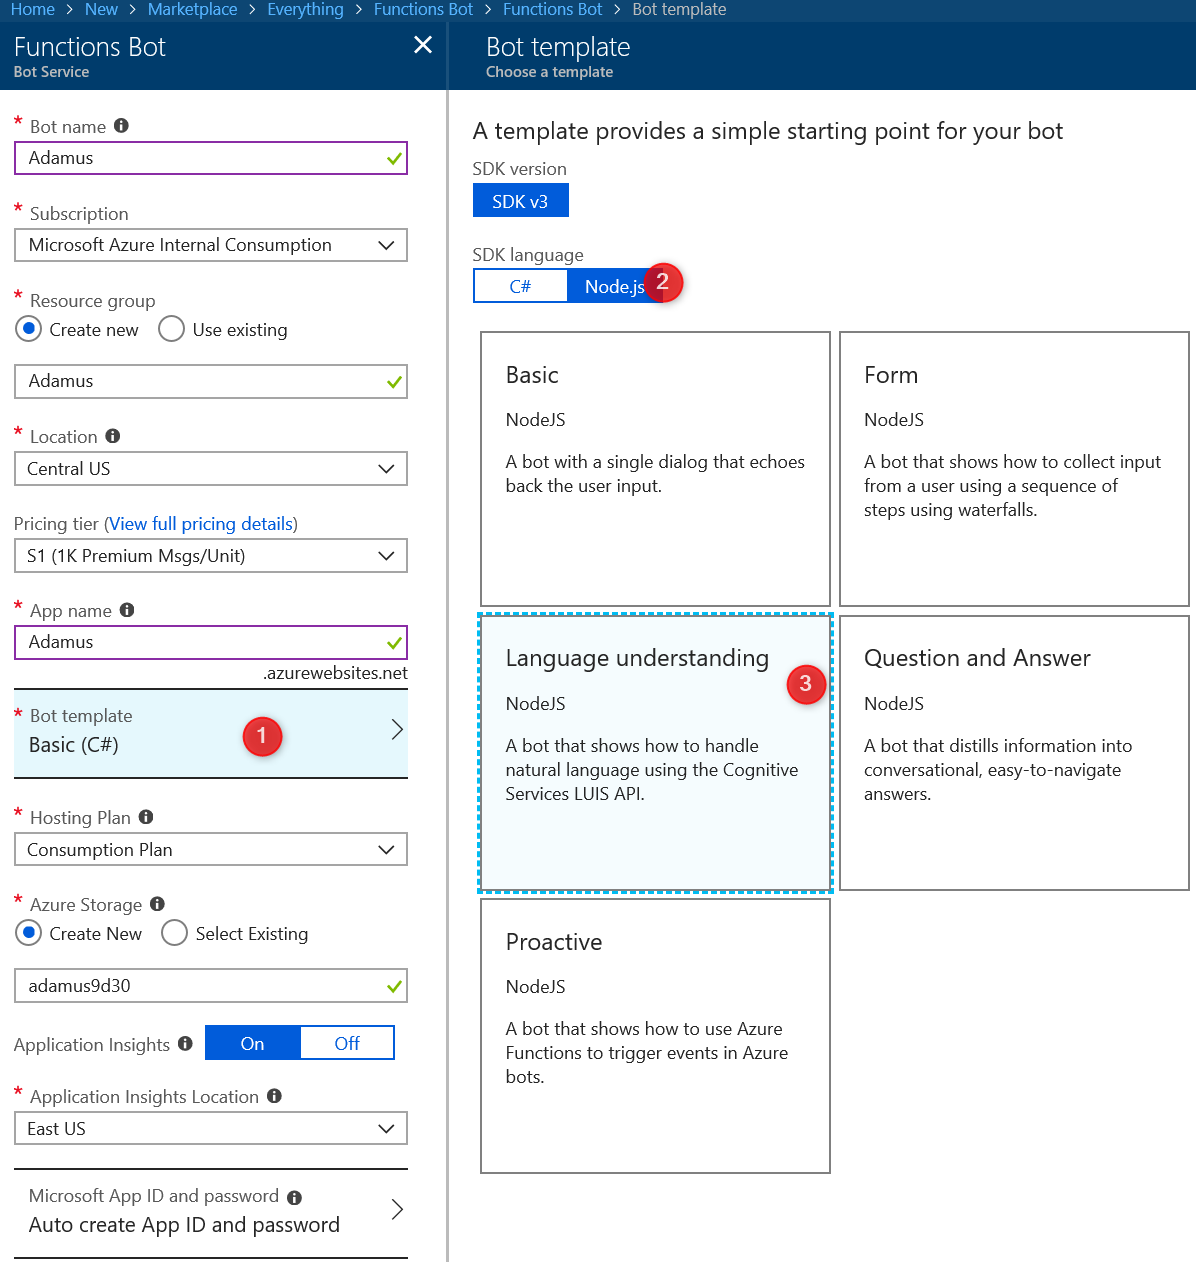 Home > New > Marketplace > Everything > Functions Bot > Functions Bot > Bot template
Functions Bot
Bot Service
* Bot name
Adamus
* Subscription
Microsoft Azure Internal Consumption
* Resource group
Create new Use existing
Adamus
* Location
Central US
Pricing tier (View full pricing details)
S1 (1K Premium Msgs/Unit)
* App name
Adamus
.azurewebsites.net
* Bot template
Basic (C#)
1
* Hosting Plan
Consumption Plan
* Azure Storage
Create New Select Existing
adamus9d30
Application Insights On Off
* Application Insights Location
East US
Microsoft App ID and password
Auto create App ID and password
Bot template
Choose a template
A template provides a simple starting point for your bot
SDK version
SDK v3
SDK language
C# Node.js 2
Basic
NodeJS
A bot with a single dialog that echoes
back the user input.
Form
NodeJS
A bot that shows how to collect input
from a user using a sequence of
steps using waterfalls.
Language understanding
3
NodeJS
A bot that shows how to handle
natural language using the Cognitive
Services LUIS API.
Question and Answer
NodeJS
A bot that distills information into
conversational, easy-to-navigate
answers.
Proactive
NodeJS
A bot that shows how to use Azure
Functions to trigger events in Azure
bots.